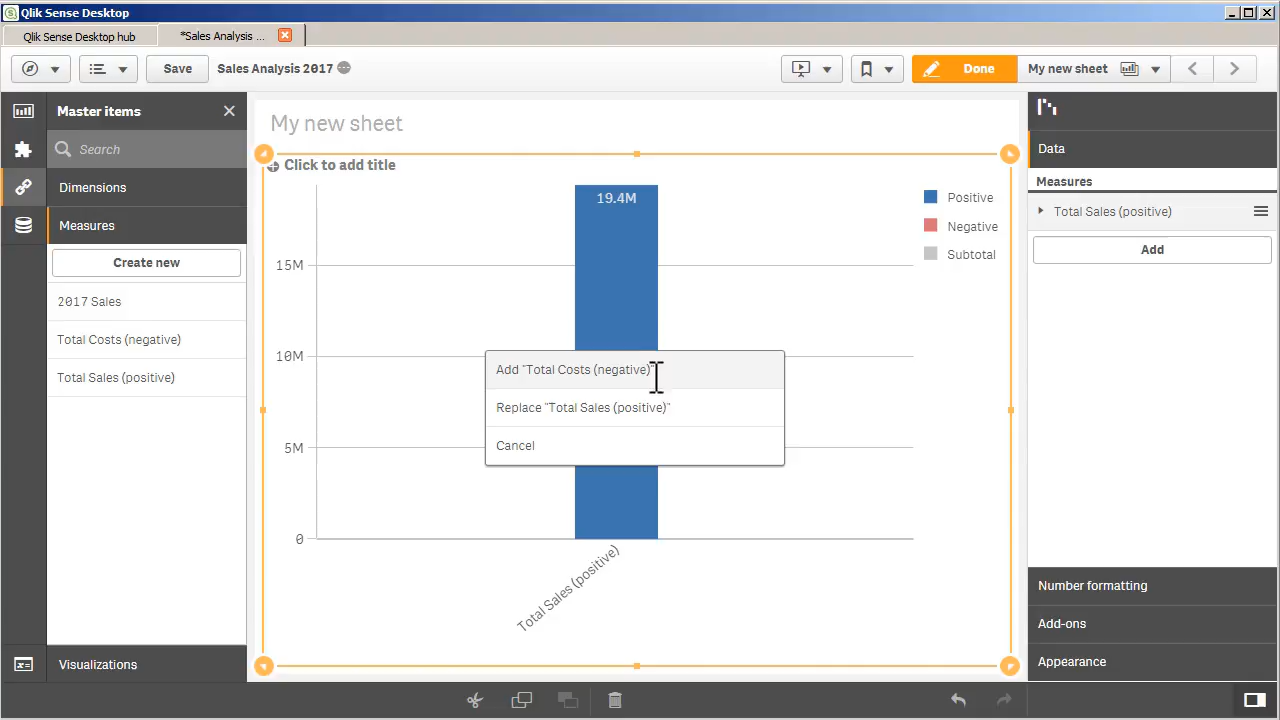 Qlik Sense Desktop
Qlik Sense Desktop hub
*Sales Analysis ...
Save
Sales Analysis 2017
Done
My new sheet
Master items
Search
Dimensions
Measures
Create new
2017 Sales
Total Costs (negative)
Total Sales (positive)
Visualizations
My new sheet
Click to add title
19.4M
15M
10M
5M
0
Total Sales (positive)
Positive
Negative
Subtotal
Add "Total Costs (negative)"
Replace "Total Sales (positive)"
Cancel
Data
Measures
Total Sales (positive)
Add
Number formatting
Add-ons
Appearance